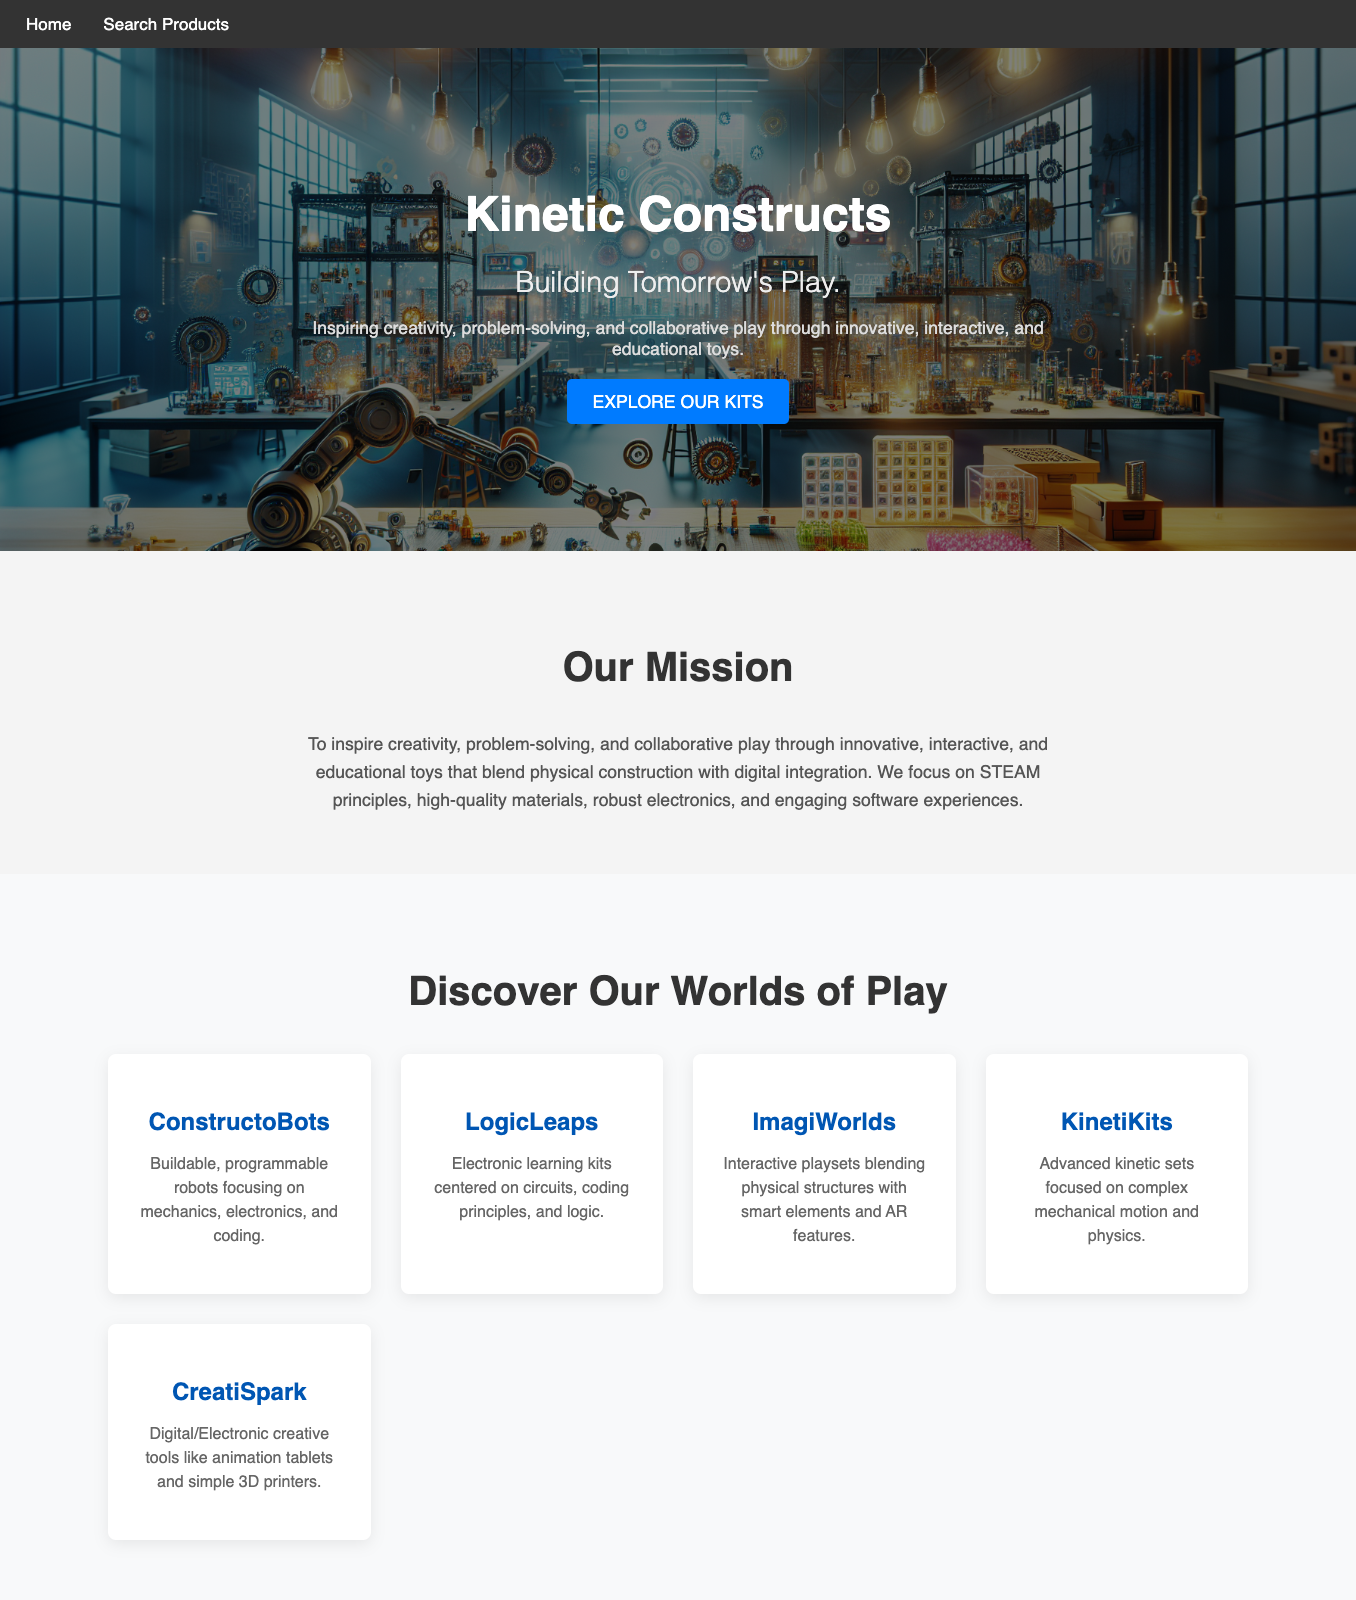 Home Search Products
Kinetic Constructs
Building Tomorrow's Play.
Inspiring creativity, problem-solving, and collaborative play through innovative, interactive, and
educational toys.
EXPLORE OUR KITS
Our Mission
To inspire creativity, problem-solving, and collaborative play through innovative, interactive, and
educational toys that blend physical construction with digital integration. We focus on STEAM
principles, high-quality materials, robust electronics, and engaging software experiences.
Discover Our Worlds of Play
ConstructoBots
Buildable, programmable
robots focusing on
mechanics, electronics, and
coding.
LogicLeaps
Electronic learning kits
centered on circuits, coding
principles, and logic.
ImagiWorlds
Interactive playsets blending
physical structures with
smart elements and AR
features.
KinetiKits
Advanced kinetic sets
focused on complex
mechanical motion and
physics.
CreatiSpark
Digital/Electronic creative
tools like animation tablets
and simple 3D printers.